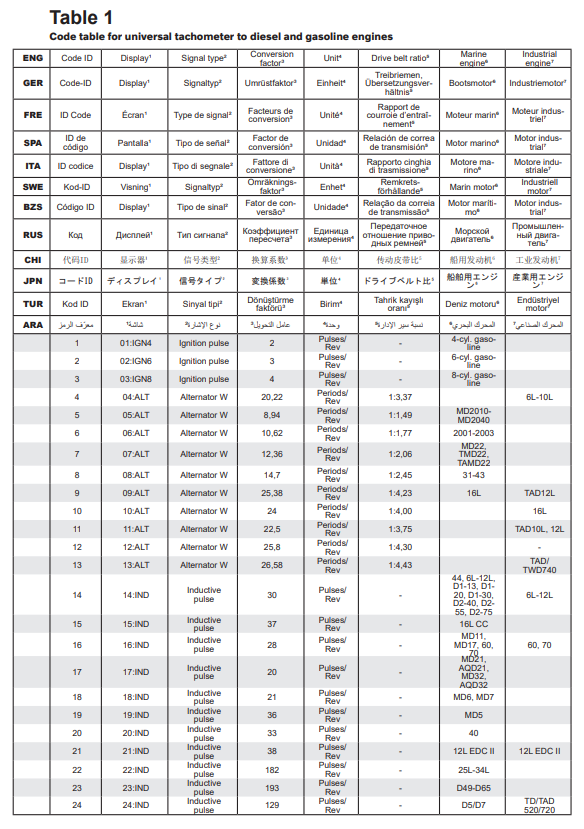 Table 1
Code table for universal tachometer to diesel and gasoline engines
ENG Code ID Display¹ Signal type² Conversion factor³ Unit⁴ Drive belt ratio⁵ Marine engine⁶ Industrial engine⁷
GER Code-ID Display¹ Signaltyp² Umrüstfaktor³ Einheit⁴ Treibriemen, Übersetzungsverhältnis⁵ Bootsmotor⁶ Industriemotor⁷
FRE ID Code Écran¹ Type de signal² Facteurs de conversion³ Unité⁴ Rapport de courroie d'entraînement⁵ Moteur marin⁶ Moteur industriel⁷
SPA ID de código Pantalla¹ Tipo de señal² Factor de conversión³ Unidad⁴ Relación de correa de transmisión⁵ Motor marino⁶ Motor industrial⁷
ITA ID codice Display¹ Tipo di segnale² Fattore di conversione³ Unità⁴ Rapporto cinghia di trasmissione⁵ Motore marino⁶ Motore industriale⁷
SWE Kod-ID Visning¹ Signaltyp² Omräkningsfaktor³ Enhet⁴ Remkretsförhållande⁵ Marin motor⁶ Industriell motor⁷
BZS Código ID Display¹ Tipo de sinal² Fator de conversão³ Unidade⁴ Relação da correia de transmissão⁵ Motor marítimo⁶ Motor industrial⁷
RUS Код Дисплей¹ Тип сигнала² Коэффициент пересчета³ Единица измерения⁴ Передаточное отношение приводных ремней⁵ Морской двигатель⁶ Промышленный двигатель⁷
CHI 代码ID 显示器¹ 信号类型² 换算系数³ 单位⁴ 传动皮带比⁵ 船用发动机⁶ 工业发动机⁷
JPN コードID ディスプレイ¹ 信号タイプ² 変換係数³ 単位⁴ ドライブベルト比⁵ 船舶用エンジン⁶ 産業用エンジン⁷
TUR Kod ID Ekran¹ Sinyal tipi² Dönüştürme faktörü³ Birim⁴ Tahrik kayışlı oranı⁵ Deniz motoru⁶ Endüstriyel motor⁷
ARA معرّف الرمز شاشة¹ نوع الإشارة² عامل التحويل³ وحدة⁴ نسبة سير الإدارة⁵ المحرك البحري⁶ المحرك الصناعي⁷
1 01:IGN4 Ignition pulse 2 Pulses/Rev - 4-cyl. gasoline
2 02:IGN6 Ignition pulse 3 Pulses/Rev - 6-cyl. gasoline
3 03:IGN8 Ignition pulse 4 Pulses/Rev - 8-cyl. gasoline
4 04:ALT Alternator W 20,22 Periods/Rev 1:3,37 6L-10L
5 05:ALT Alternator W 8,94 Periods/Rev 1:1,49 MD2010-MD2040
6 06:ALT Alternator W 10,62 Periods/Rev 1:1,77 2001-2003
7 07:ALT Alternator W 12,36 Periods/Rev 1:2,06 MD22, TMD22, TAMD22
8 08:ALT Alternator W 14,7 Periods/Rev 1:2,45 31-43
9 09:ALT Alternator W 25,38 Periods/Rev 1:4,23 16L TAD12L
10 10:ALT Alternator W 24 Periods/Rev 1:4,00 16L
11 11:ALT Alternator W 22,5 Periods/Rev 1:3,75 TAD10L, 12L
12 12:ALT Alternator W 25,8 Periods/Rev 1:4,30 -
13 13:ALT Alternator W 26,58 Periods/Rev 1:4,43 TAD/TWD740
14 14:IND Inductive pulse 30 Pulses/Rev - 44, 6L-12L, D1-13, D1-20, D1-30, D2-40, D2-55, D2-75 6L-12L
15 15:IND Inductive pulse 37 Pulses/Rev - 16L CC
16 16:IND Inductive pulse 28 Pulses/Rev - MD11, MD17, 60, 70 60, 70
17 17:IND Inductive pulse 20 Pulses/Rev - MD21, AQD21, MD32, AQD32
18 18:IND Inductive pulse 21 Pulses/Rev - MD6, MD7
19 19:IND Inductive pulse 36 Pulses/Rev - MD5
20 20:IND Inductive pulse 33 Pulses/Rev - 40
21 21:IND Inductive pulse 38 Pulses/Rev - 12L EDC II 12L EDC II
22 22:IND Inductive pulse 182 Pulses/Rev - 25L-34L
23 23:IND Inductive pulse 193 Pulses/Rev - D49-D65
24 24:IND Inductive pulse 129 Pulses/Rev - D5/D7 TD/TAD 520/720